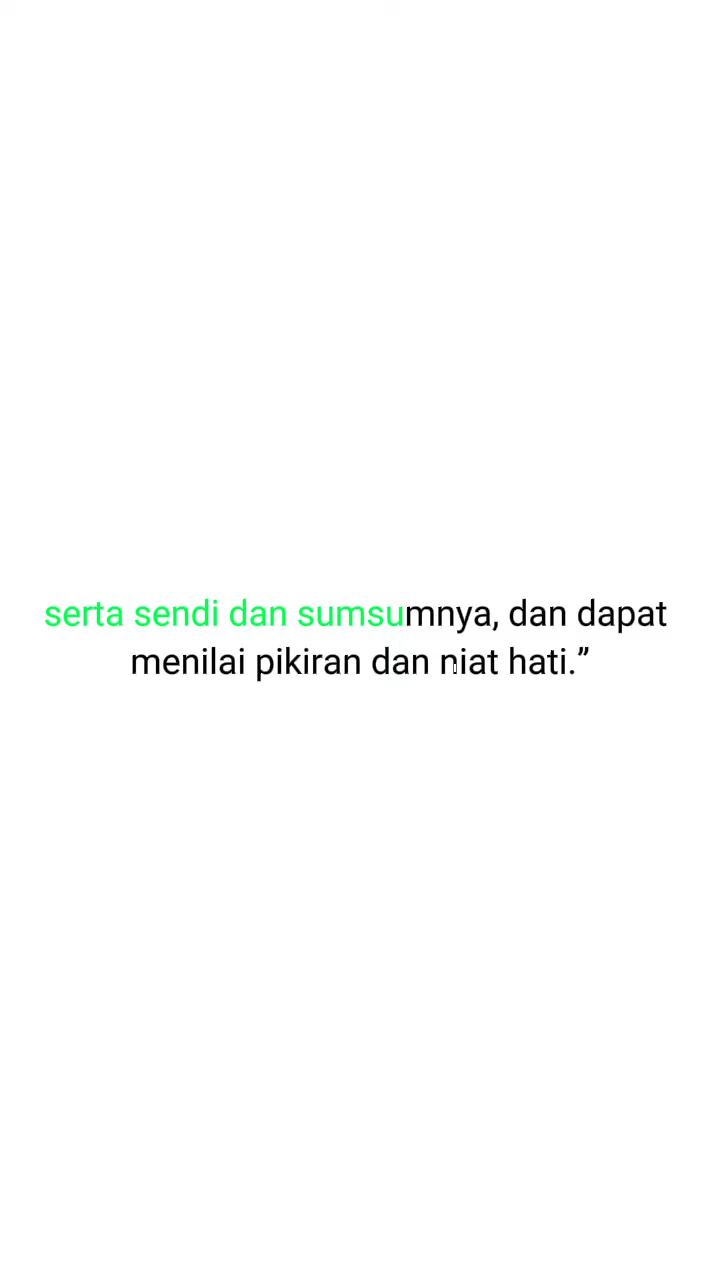 serta sendi dan sumsumnya, dan dapat
menilai pikiran dan niat hati.”